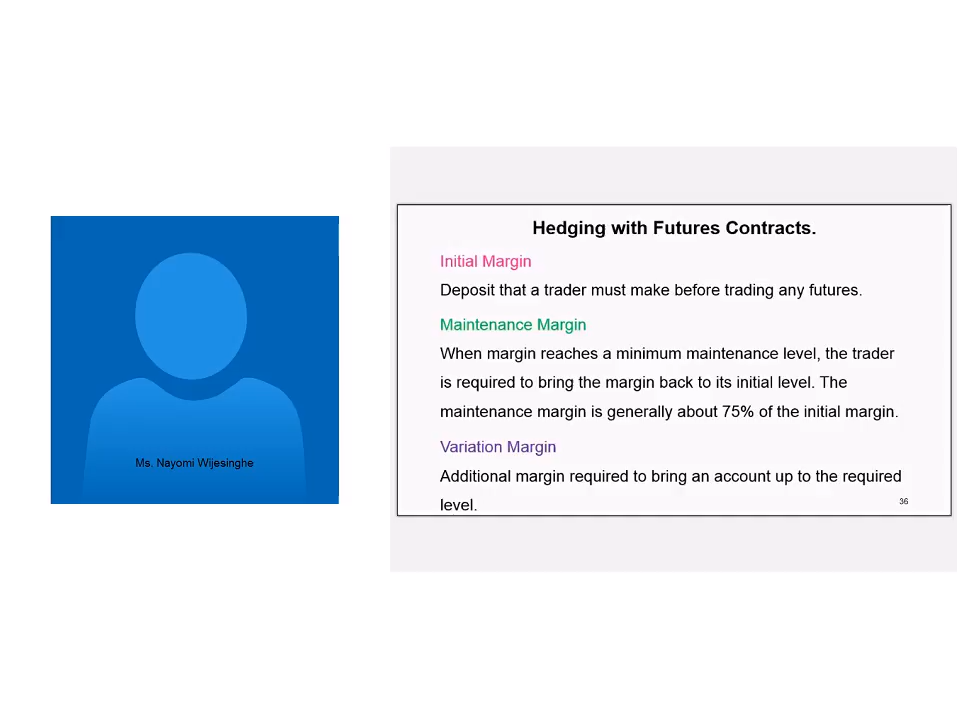 Ms. Nayomi Wijesinghe
Hedging with Futures Contracts.
Initial Margin
Deposit that a trader must make before trading any futures.
Maintenance Margin
When margin reaches a minimum maintenance level, the trader
is required to bring the margin back to its initial level. The
maintenance margin is generally about 75% of the initial margin.
Variation Margin
Additional margin required to bring an account up to the required
level.
36